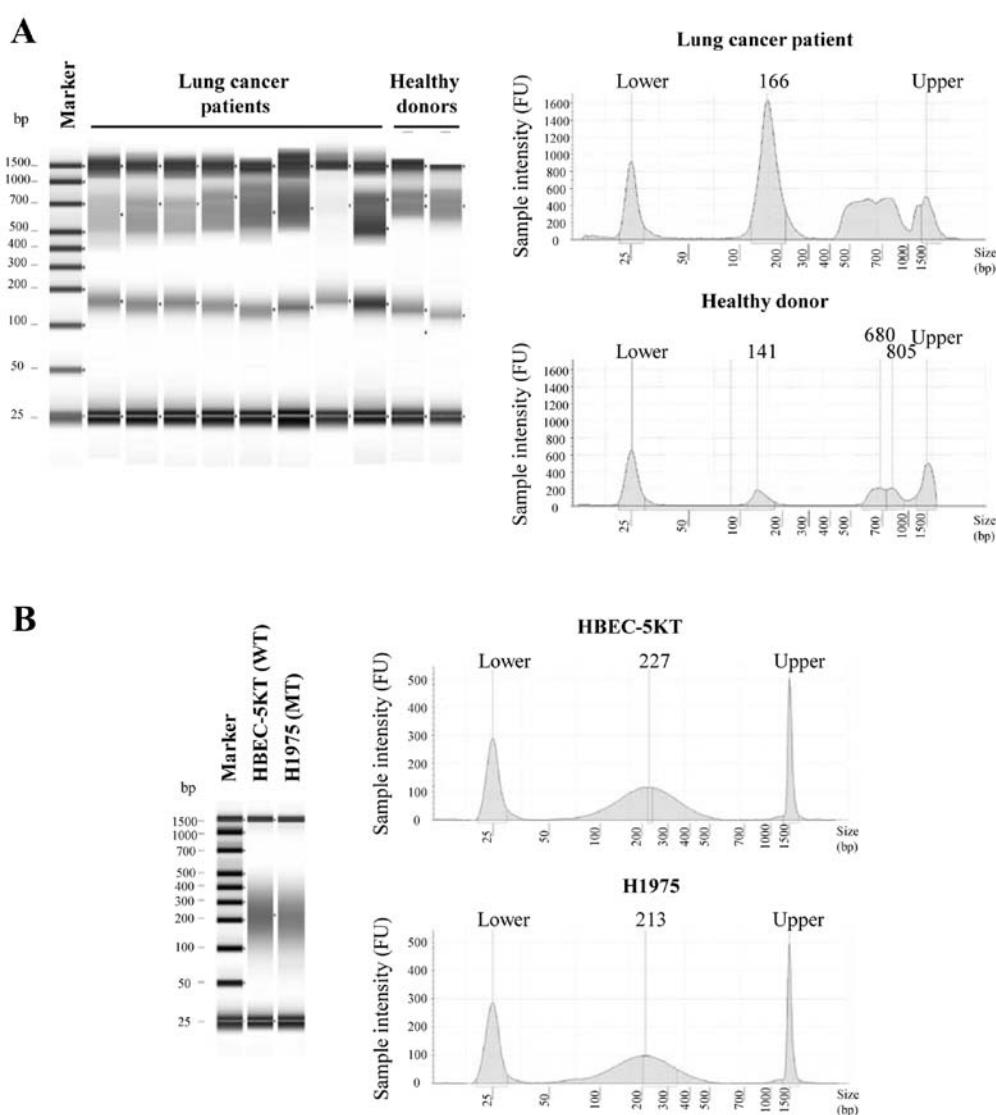 A
Marker
Lung cancer
patients
Healthy
donors
bp
1500
1000
700
500
400
300
200
100
50
25
Lung cancer patient
Lower 166 Upper
Sample intensity (FU)
1600
1400
1200
1000
800
600
400
200
0
25 50 100 200 300 400 500 700 1000 1500 Size
(bp)
Healthy donor
Lower 141 680 805 Upper
Sample intensity (FU)
1600
1400
1200
1000
800
600
400
200
0
25 50 100 200 300 400 500 700 1000 1500 Size
(bp)
B
Marker
HBEC-5KT (WT)
H1975 (MT)
bp
1500
1000
700
500
400
300
200
100
50
25
HBEC-5KT
Lower 227 Upper
Sample intensity (FU)
500
400
300
200
100
0
25 50 100 200 300 400 500 700 1000 1500 Size
(bp)
H1975
Lower 213 Upper
Sample intensity (FU)
500
400
300
200
100
0
25 50 100 200 300 400 500 700 1000 1500 Size
(bp)